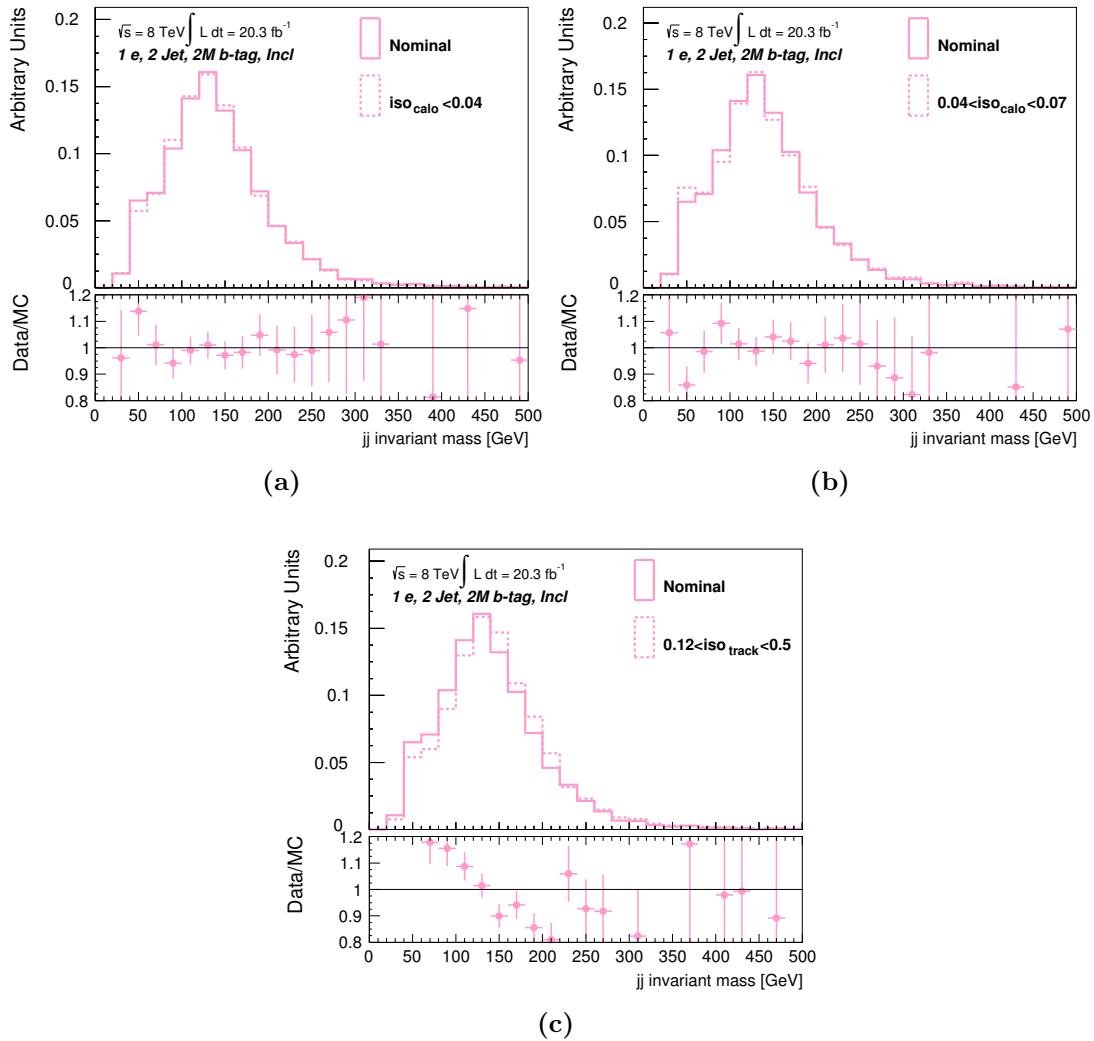 Arbitrary Units
0.2
0.15
0.1
0.05
0
√s = 8 TeV ∫ L dt = 20.3 fb⁻¹
1 e, 2 Jet, 2M b-tag, Incl
Nominal
iso calo <0.04
Data/MC
1.2
1.1
1
0.9
0.8
0 50 100 150 200 250 300 350 400 450 500
jj invariant mass [GeV]
(a)
Arbitrary Units
0.2
0.15
0.1
0.05
0
√s = 8 TeV ∫ L dt = 20.3 fb⁻¹
1 e, 2 Jet, 2M b-tag, Incl
Nominal
0.04<iso calo <0.07
Data/MC
1.2
1.1
1
0.9
0.8
0 50 100 150 200 250 300 350 400 450 500
jj invariant mass [GeV]
(b)
Arbitrary Units
0.2
0.15
0.1
0.05
0
√s = 8 TeV ∫ L dt = 20.3 fb⁻¹
1 e, 2 Jet, 2M b-tag, Incl
Nominal
0.12<iso track <0.5
Data/MC
1.2
1.1
1
0.9
0.8
0 50 100 150 200 250 300 350 400 450 500
jj invariant mass [GeV]
(c)